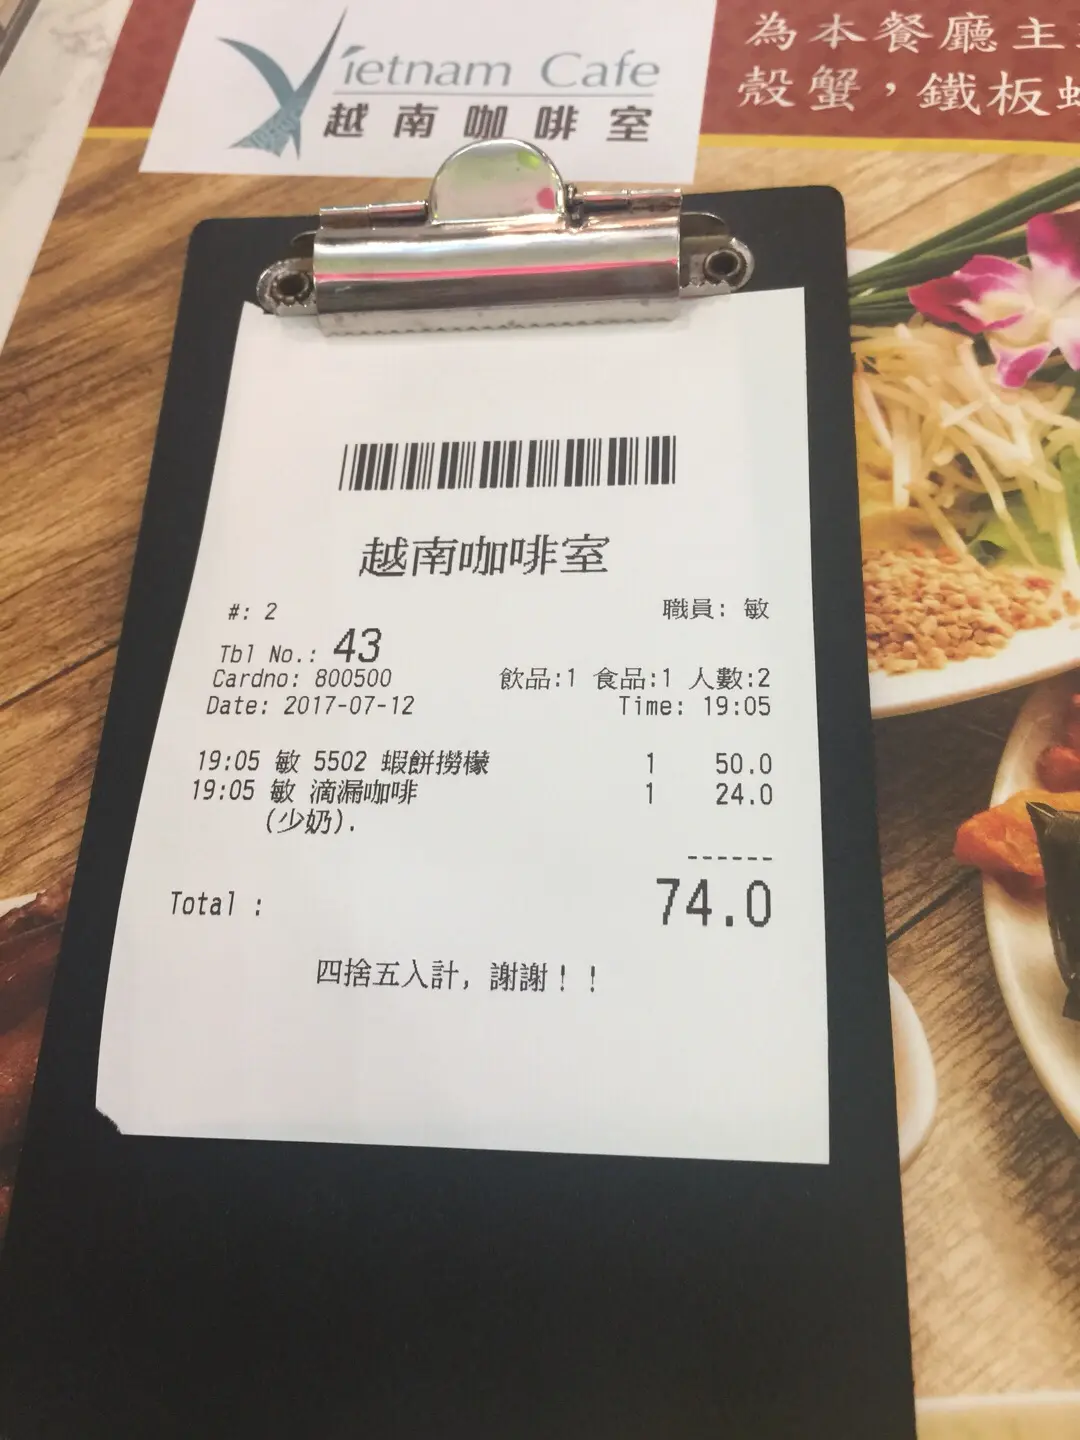 Vietnam Cafe
越南咖啡室
為本餐廳主
殼蟹，鐵板
越南咖啡室
#: 2 職員: 敏
Tbl No.: 43
Cardno: 800500 飲品:1 食品:1 人數:2
Date: 2017-07-12 Time: 19:05
19:05 敏 5502 蝦餅撈檬 1 50.0
19:05 敏 滴漏咖啡 1 24.0
(少奶).
------
Total : 74.0
四捨五入計, 謝謝！！